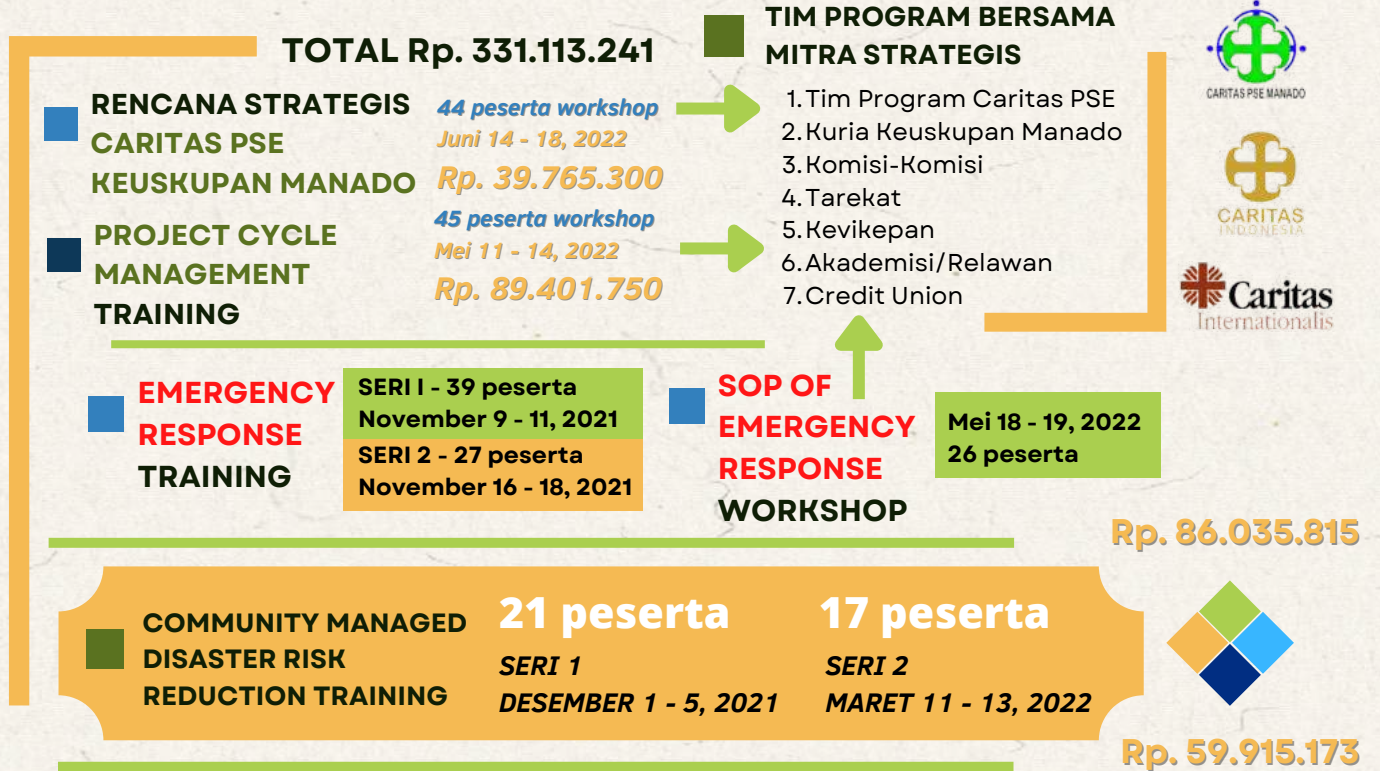 TOTAL Rp. 331.113.241
RENCANA STRATEGIS
CARITAS PSE
KEUSKUPAN MANADO
44 peserta workshop
Juni 14 - 18, 2022
Rp. 39.765.300
PROJECT CYCLE
MANAGEMENT
TRAINING
45 peserta workshop
Mei 11 - 14, 2022
Rp. 89.401.750
TIM PROGRAM BERSAMA
MITRA STRATEGIS
1. Tim Program Caritas PSE
2. Kuria Keuskupan Manado
3. Komisi-Komisi
4. Tarekat
5. Kevikepan
6. Akademisi/Relawan
7. Credit Union
CARITAS PSE MANADO
CARITAS
INDONESIA
Caritas
Internationalis
EMERGENCY
RESPONSE
TRAINING
SERI I - 39 peserta
November 9 - 11, 2021
SERI 2 - 27 peserta
November 16 - 18, 2021
SOP OF
EMERGENCY
RESPONSE
WORKSHOP
Mei 18 - 19, 2022
26 peserta
Rp. 86.035.815
COMMUNITY MANAGED
DISASTER RISK
REDUCTION TRAINING
21 peserta
SERI 1
DESEMBER 1 - 5, 2021
17 peserta
SERI 2
MARET 11 - 13, 2022
Rp. 59.915.173